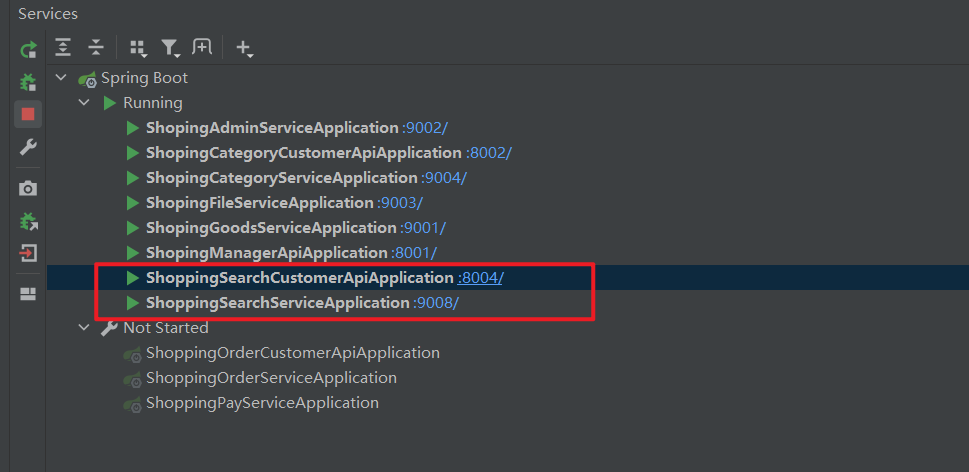 Services
Spring Boot
Running
ShopingAdminServiceApplication :9002/
ShopingCategoryCustomerApiApplication :8002/
ShopingCategoryServiceApplication :9004/
ShopingFileServiceApplication :9003/
ShopingGoodsServiceApplication :9001/
ShopingManagerApiApplication :8001/
ShoppingSearchCustomerApiApplication :8004/
ShoppingSearchServiceApplication :9008/
Not Started
ShoppingOrderCustomerApiApplication
ShoppingOrderServiceApplication
ShoppingPayServiceApplication